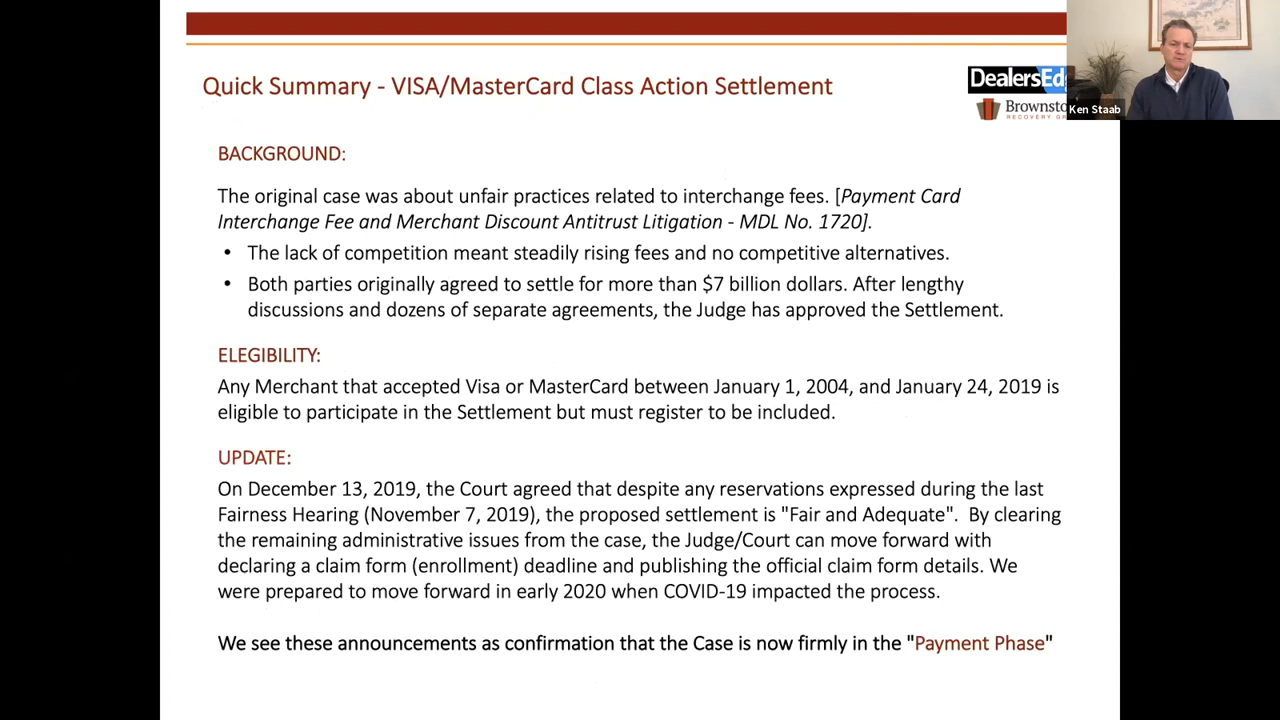 Quick Summary - VISA/MasterCard Class Action Settlement
DealersEd
Brownsto
RECOVERY GR
Ken Staab
BACKGROUND:
The original case was about unfair practices related to interchange fees. [Payment Card
Interchange Fee and Merchant Discount Antitrust Litigation - MDL No. 1720].
• The lack of competition meant steadily rising fees and no competitive alternatives.
• Both parties originally agreed to settle for more than $7 billion dollars. After lengthy
discussions and dozens of separate agreements, the Judge has approved the Settlement.
ELEGIBILITY:
Any Merchant that accepted Visa or MasterCard between January 1, 2004, and January 24, 2019 is
eligible to participate in the Settlement but must register to be included.
UPDATE:
On December 13, 2019, the Court agreed that despite any reservations expressed during the last
Fairness Hearing (November 7, 2019), the proposed settlement is "Fair and Adequate".  By clearing
the remaining administrative issues from the case, the Judge/Court can move forward with
declaring a claim form (enrollment) deadline and publishing the official claim form details. We
were prepared to move forward in early 2020 when COVID-19 impacted the process.
We see these announcements as confirmation that the Case is now firmly in the "Payment Phase"